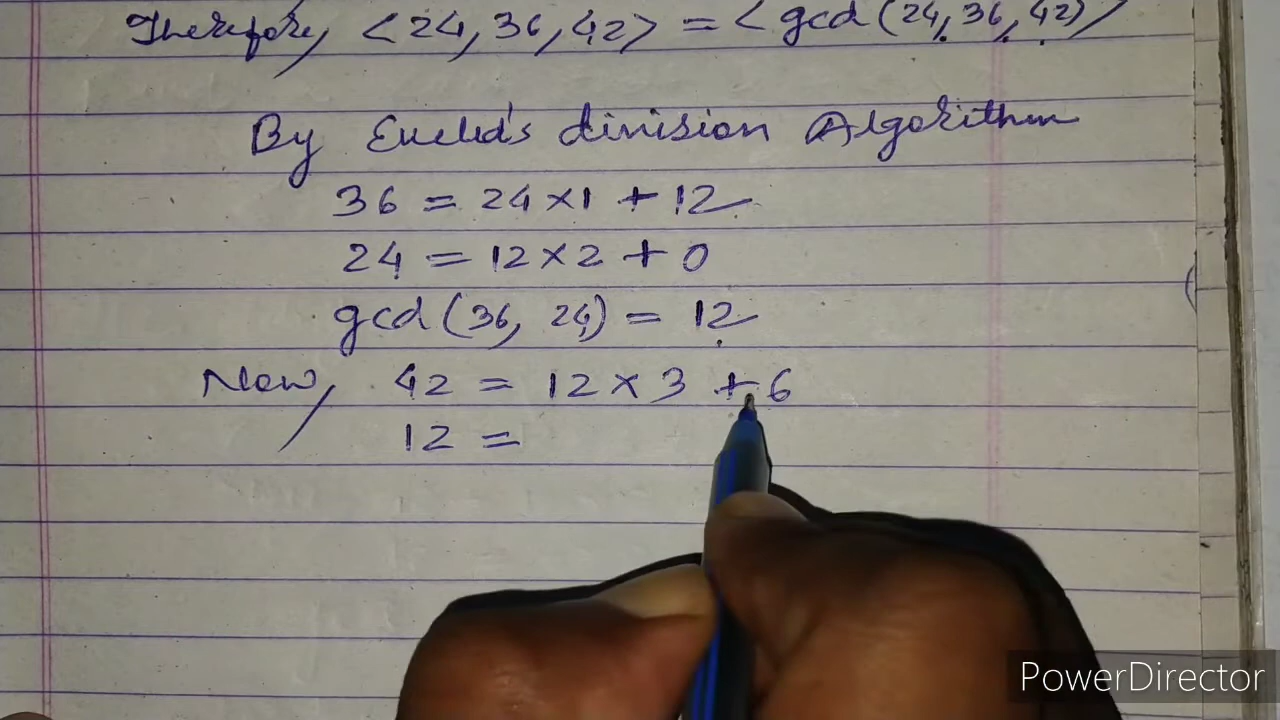 Therefore, <24, 36, 42> = <gcd(24, 36, 42)>
By Euclid's division Algorithm
36 = 24 × 1 + 12
24 = 12 × 2 + 0
gcd(36, 24) = 12
Now, 42 = 12 × 3 + 6
12 =
PowerDirector